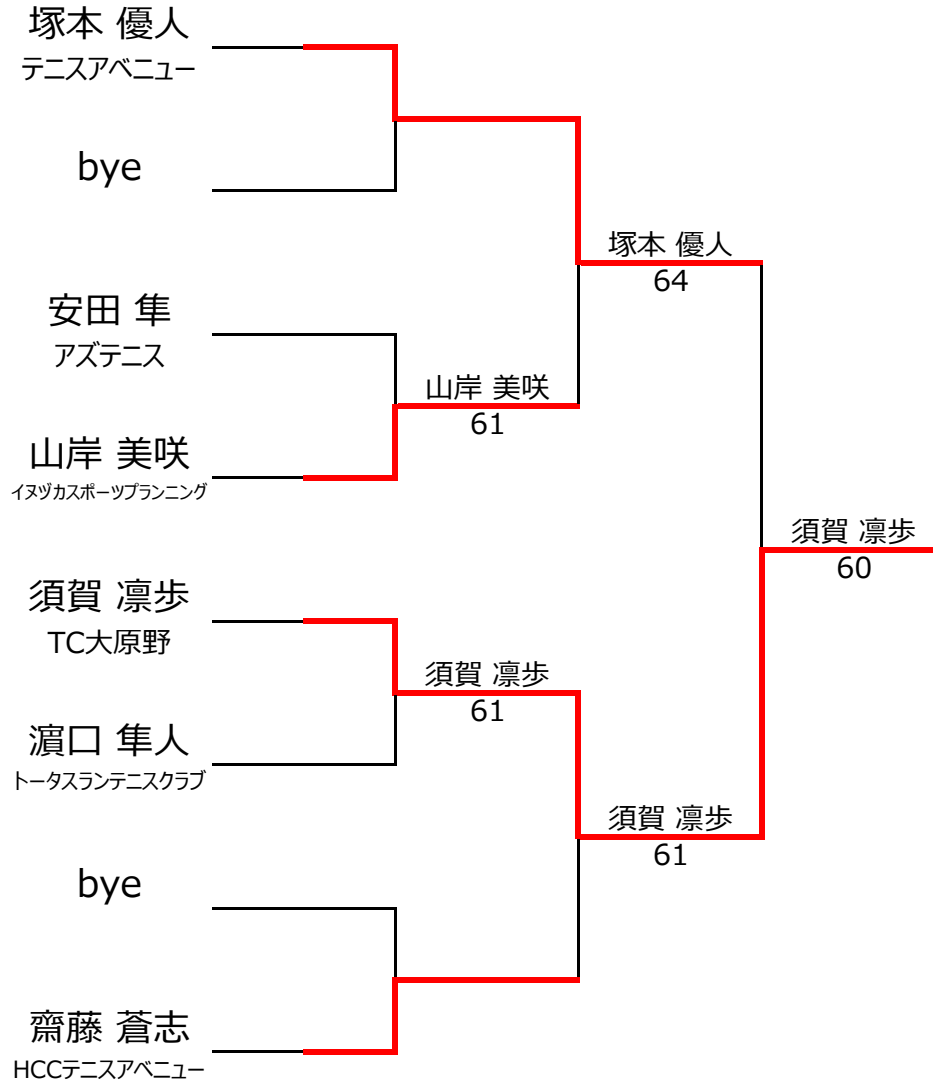 塚本 優人
テニスアベニュー
bye
塚本 優人
64
安田 隼
アズテニス
山岸 美咲
61
山岸 美咲
イヌヅカスポーツプランニング
須賀 凛歩
60
須賀 凛歩
TC大原野
須賀 凛歩
61
濵口 隼人
トータスランテニスクラブ
須賀 凛歩
61
bye
齋藤 蒼志
HCCテニスアベニュー